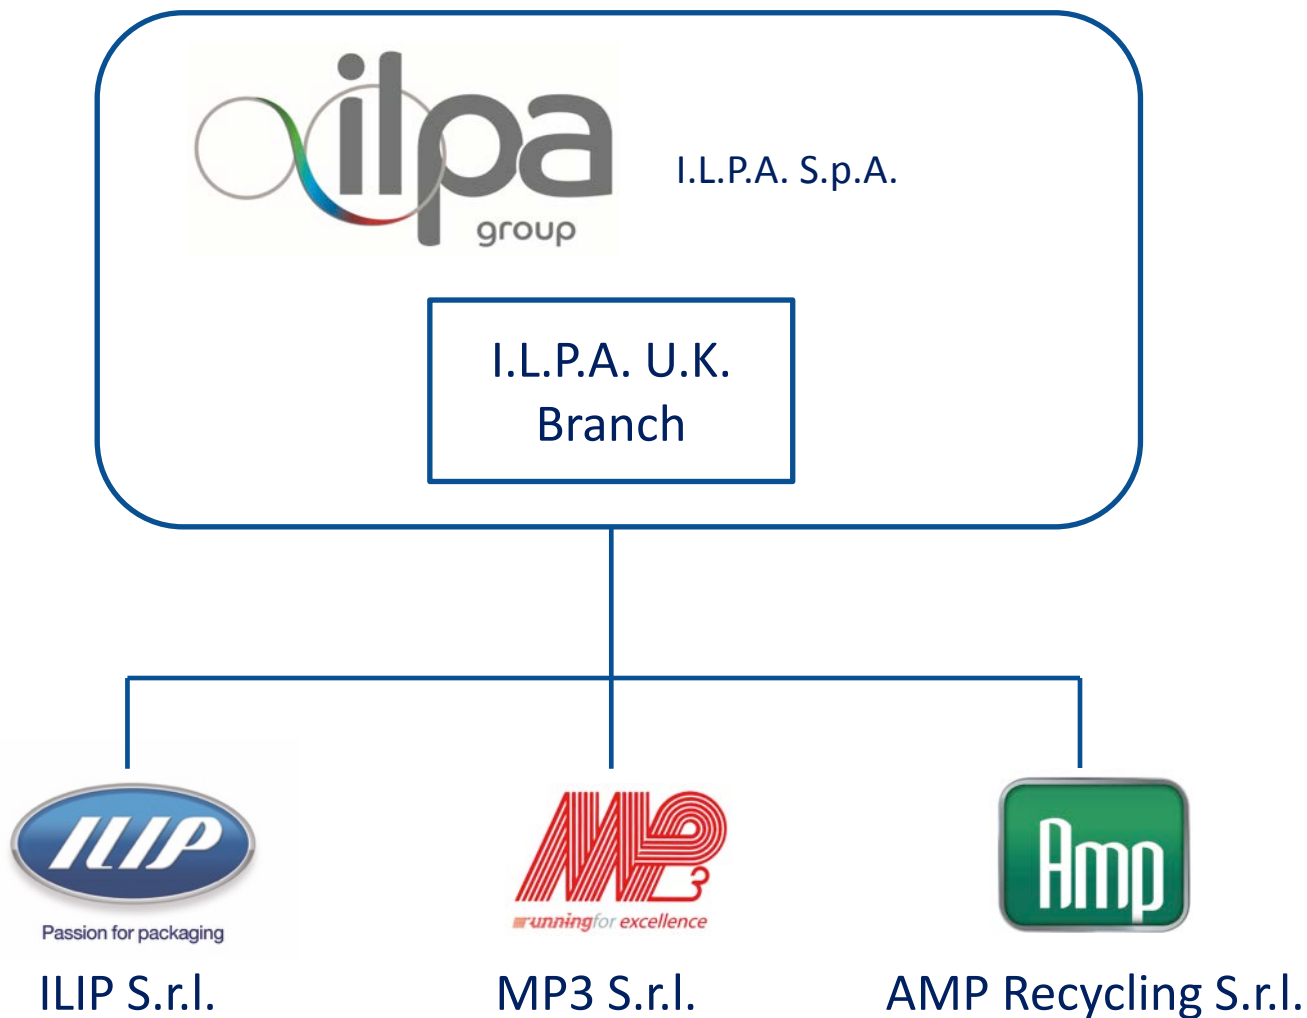 ilpa
group
I.L.P.A. S.p.A.
I.L.P.A. U.K.
Branch
ILIP
Passion for packaging
ILIP S.r.l.
MP3
running for excellence
MP3 S.r.l.
Amp
AMP Recycling S.r.l.